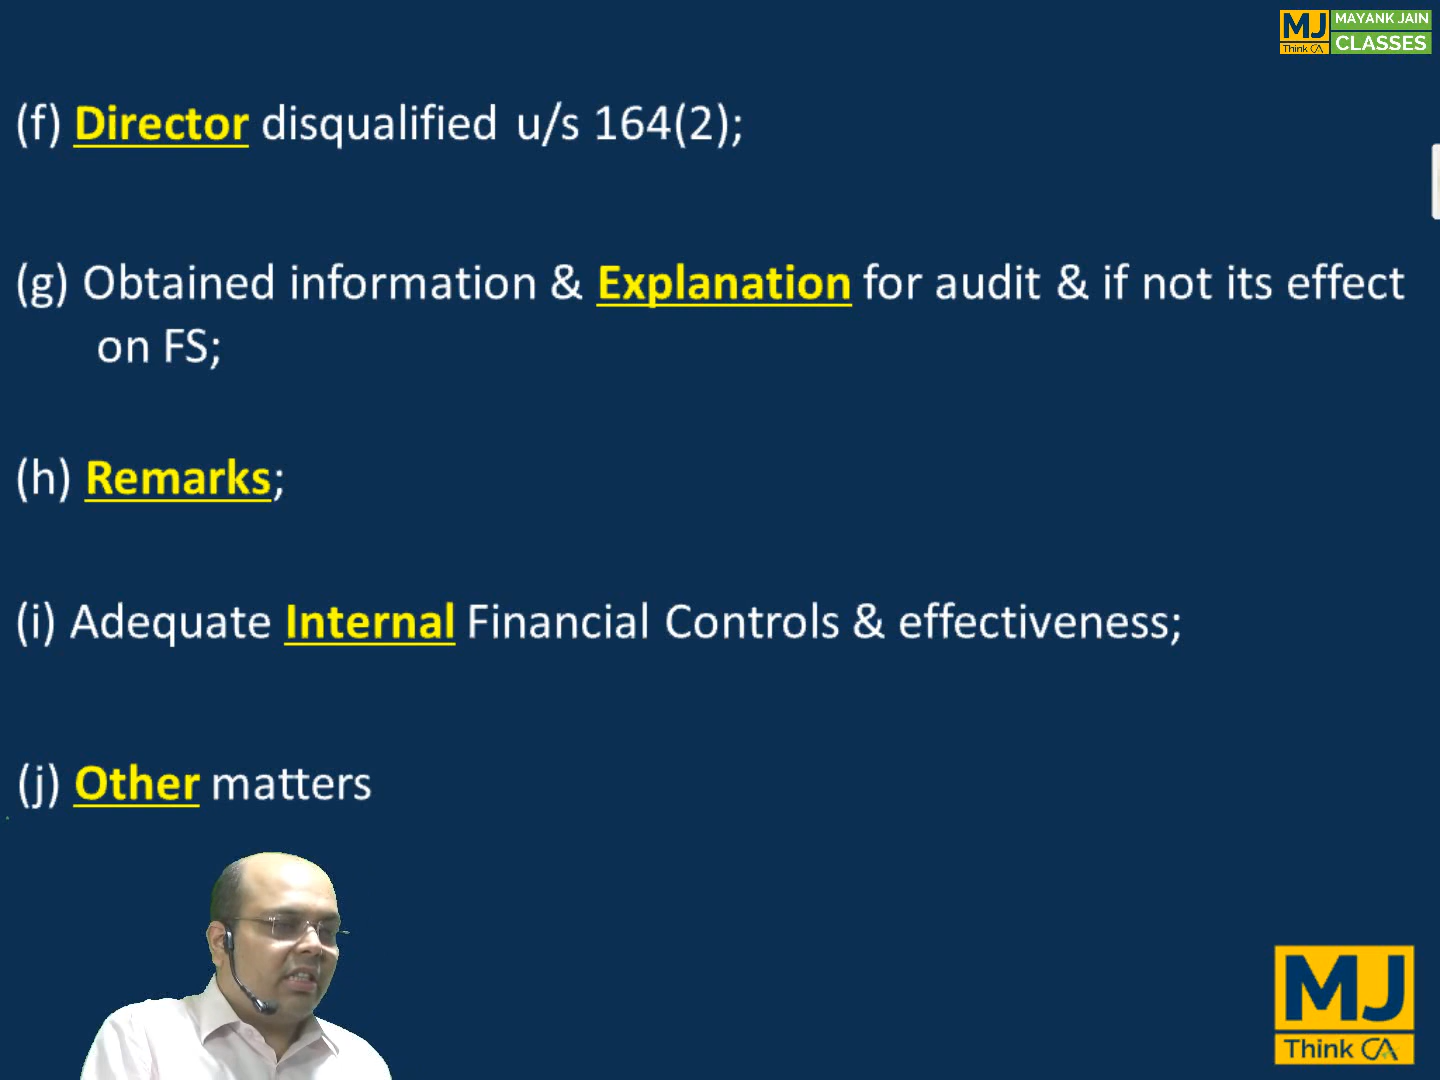 MJ
Think CA
MAYANK JAIN
CLASSES
(f) Director disqualified u/s 164(2);
(g) Obtained information & Explanation for audit & if not its effect
on FS;
(h) Remarks;
(i) Adequate Internal Financial Controls & effectiveness;
(j) Other matters
MJ
Think CA